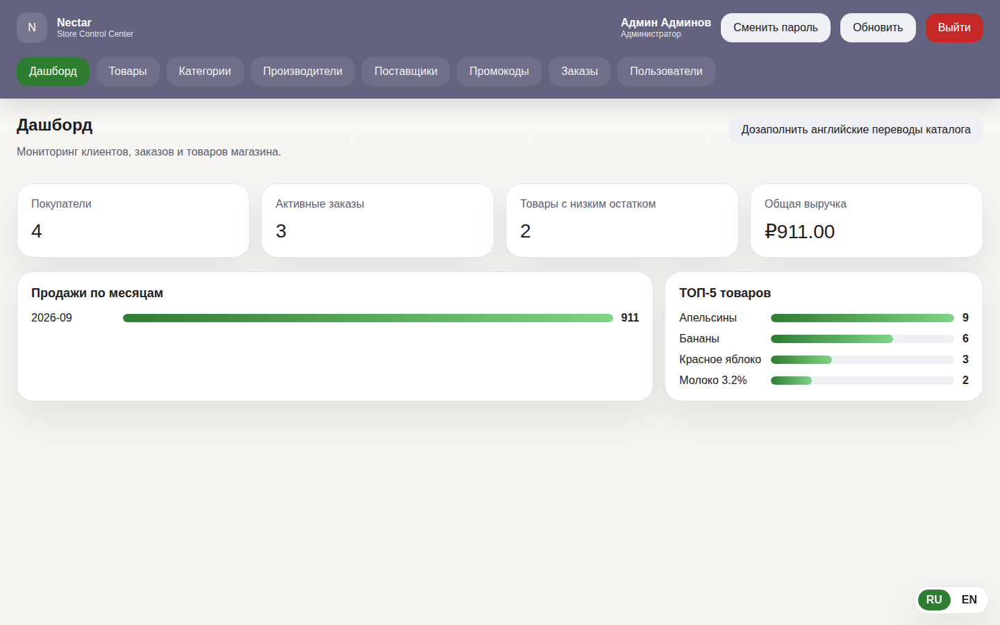 N
Nectar
Store Control Center
Админ Админов
Администратор
Сменить пароль
Обновить
Выйти
Дашборд
Товары
Категории
Производители
Поставщики
Промокоды
Заказы
Пользователи
Дашборд
Мониторинг клиентов, заказов и товаров магазина.
Дозаполнить английские переводы каталога
Покупатели
4
Активные заказы
3
Товары с низким остатком
2
Общая выручка
₽911.00
Продажи по месяцам
2026-09 911
ТОП-5 товаров
Апельсины 9
Бананы 6
Красное яблоко 3
Молоко 3.2% 2
RU EN